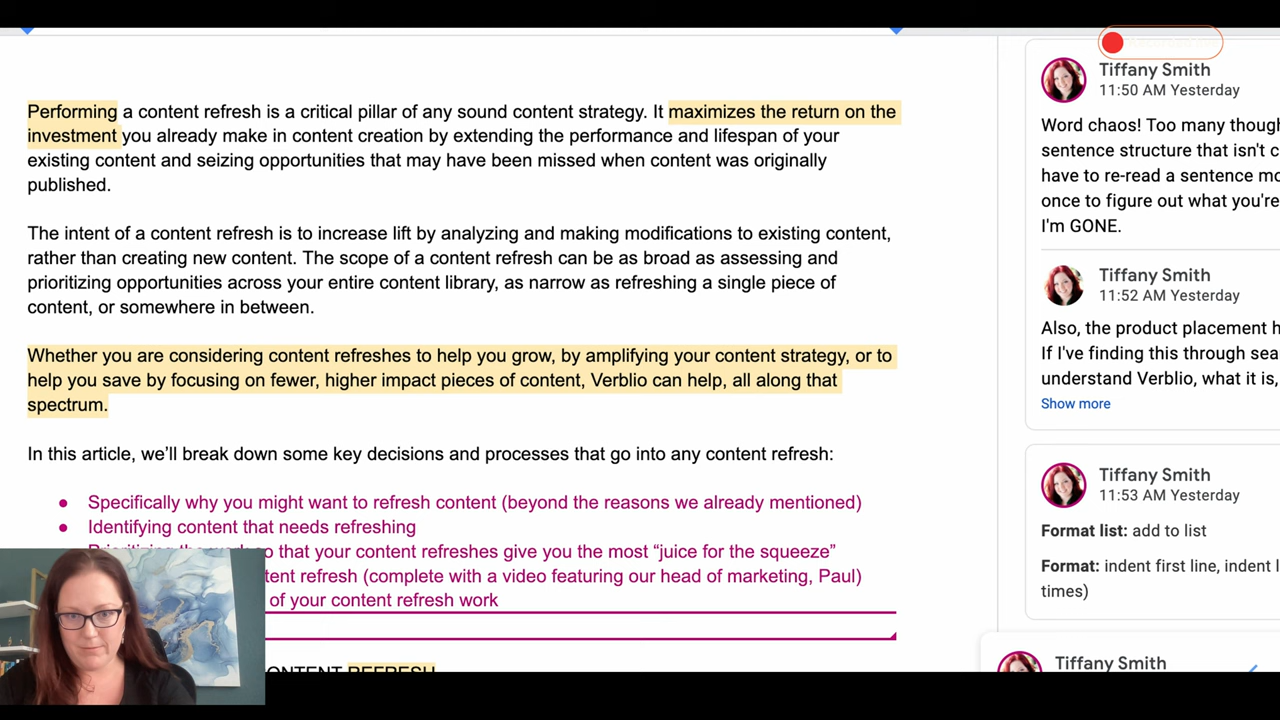 Performing a content refresh is a critical pillar of any sound content strategy. It maximizes the return on the
investment you already make in content creation by extending the performance and lifespan of your
existing content and seizing opportunities that may have been missed when content was originally
published.
The intent of a content refresh is to increase lift by analyzing and making modifications to existing content,
rather than creating new content. The scope of a content refresh can be as broad as assessing and
prioritizing opportunities across your entire content library, as narrow as refreshing a single piece of
content, or somewhere in between.
Whether you are considering content refreshes to help you grow, by amplifying your content strategy, or to
help you save by focusing on fewer, higher impact pieces of content, Verblio can help, all along that
spectrum.
In this article, we’ll break down some key decisions and processes that go into any content refresh:
● Specifically why you might want to refresh content (beyond the reasons we already mentioned)
● Identifying content that needs refreshing
so that your content refreshes give you the most “juice for the squeeze”
refresh (complete with a video featuring our head of marketing, Paul)
of your content refresh work
REFRESH
Tiffany Smith
11:50 AM Yesterday
Word chaos! Too many
sentence structure that isn't
have to re-read a sentence
once to figure out what you're
I'm GONE.
Tiffany Smith
11:52 AM Yesterday
Also, the product placement
If I've finding this through
understand Verblio, what it is,
Show more
Tiffany Smith
11:53 AM Yesterday
Format list: add to list
Format: indent first line, indent
times)
Tiffany Smith